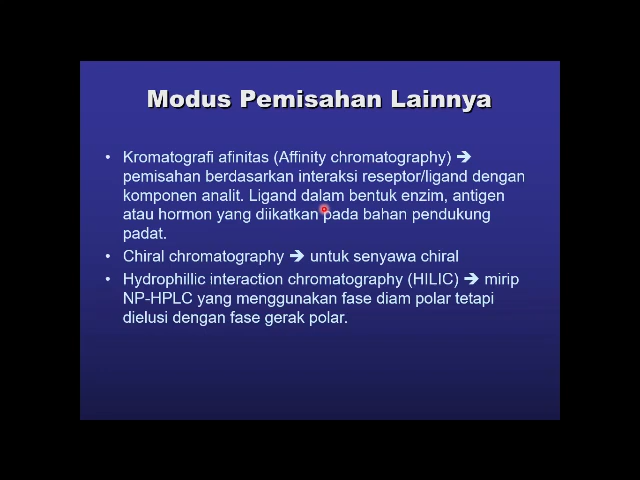 Modus Pemisahan Lainnya
• Kromatografi afinitas (Affinity chromatography) ➔
pemisahan berdasarkan interaksi reseptor/ligand dengan
komponen analit. Ligand dalam bentuk enzim, antigen
atau hormon yang diikatkan pada bahan pendukung
padat.
• Chiral chromatography ➔ untuk senyawa chiral
• Hydrophillic interaction chromatography (HILIC) ➔ mirip
NP-HPLC yang menggunakan fase diam polar tetapi
dielusi dengan fase gerak polar.